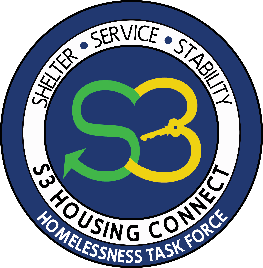 SHELTER • SERVICE • STABILITY
S3
S3 HOUSING CONNECT
HOMELESSNESS TASK FORCE